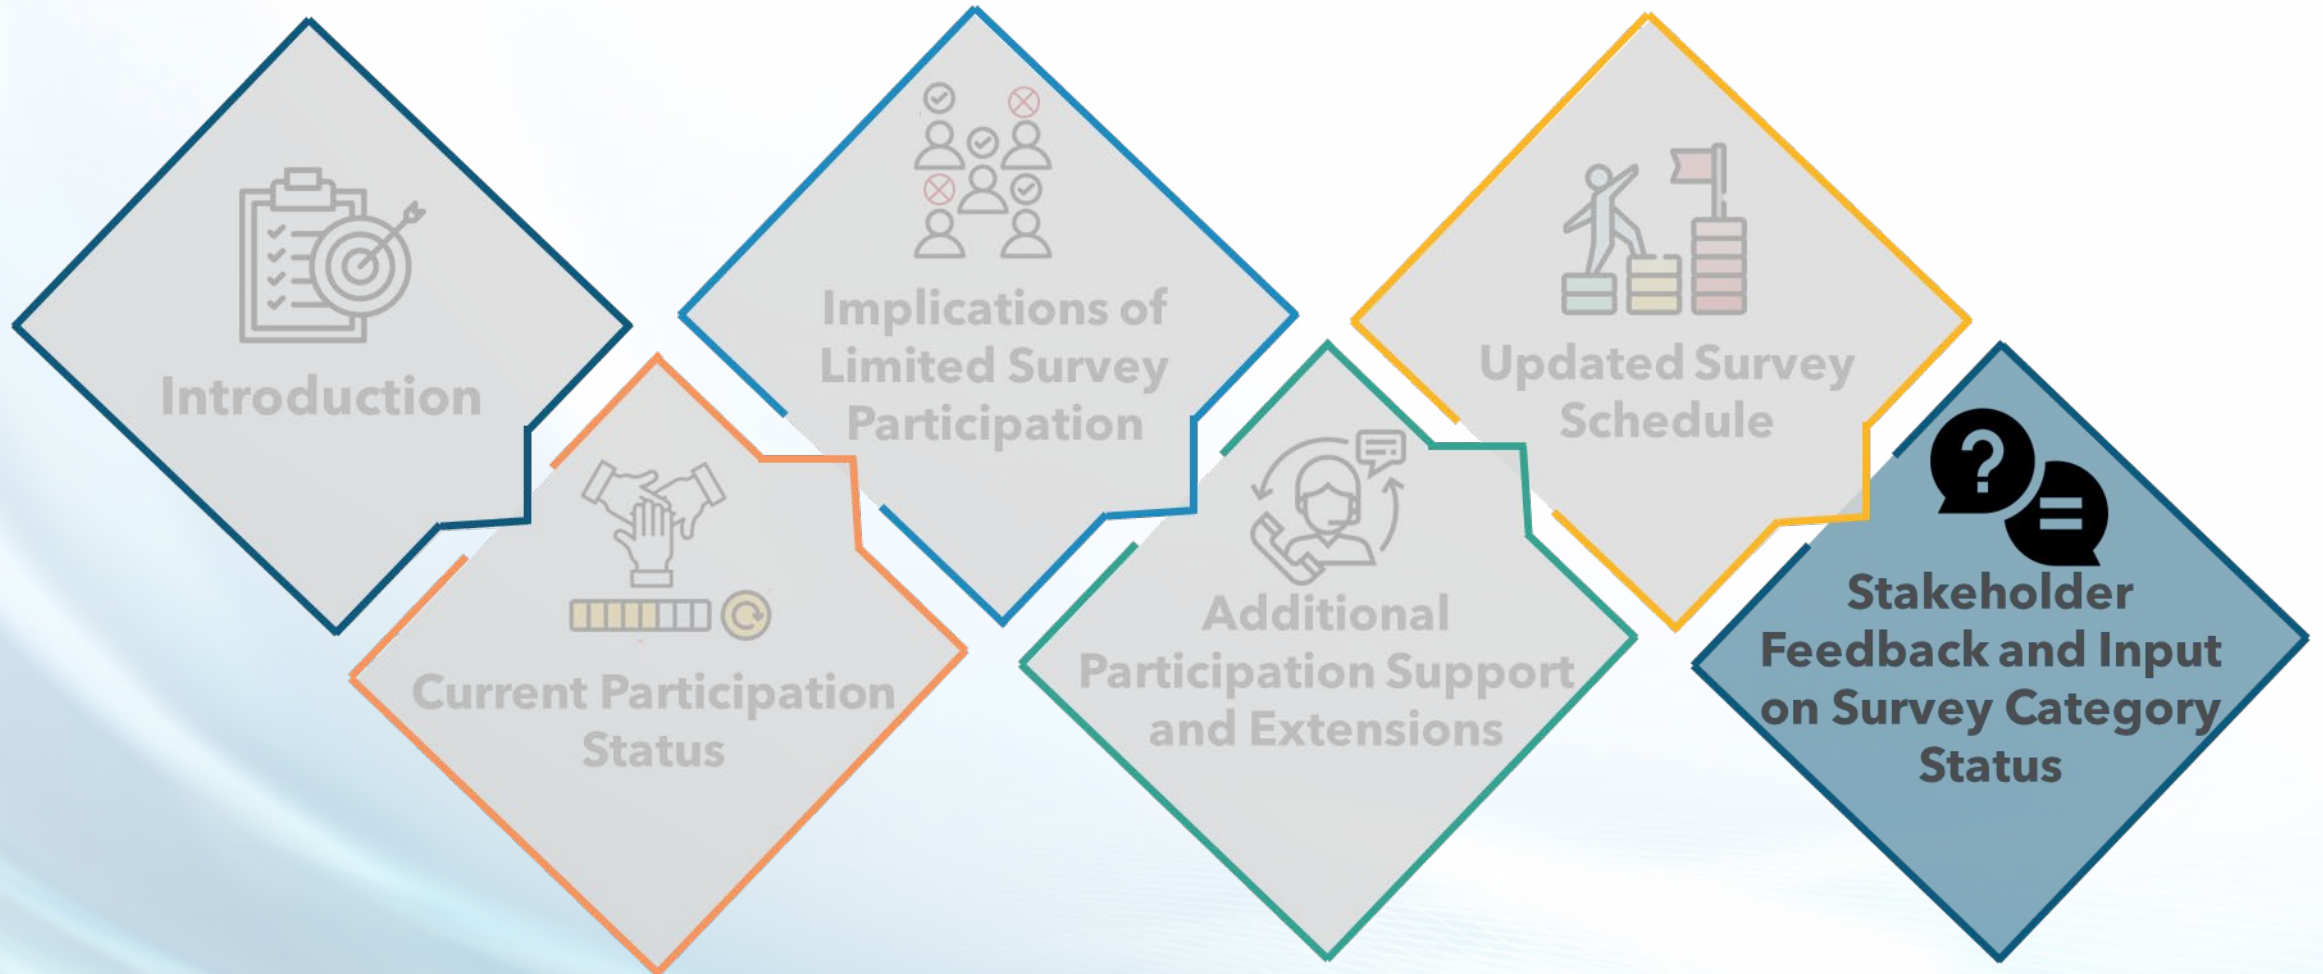 Introduction
Current Participation
Status
Implications of
Limited Survey
Participation
Additional
Participation Support
and Extensions
Updated Survey
Schedule
?
=
Stakeholder
Feedback and Input
on Survey Category
Status